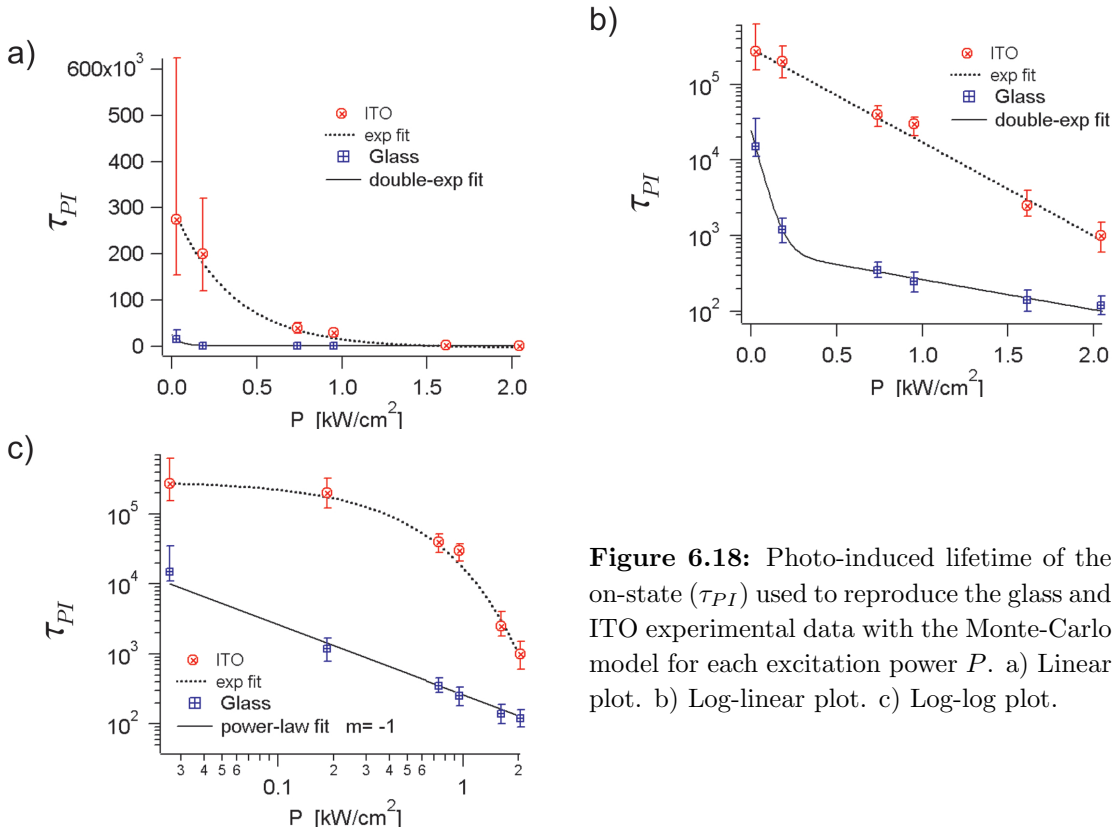 a)
600x10³
500
400
300
200
100
0
τPI
0.0 0.5 1.0 1.5 2.0
P [kW/cm²]
ITO
exp fit
Glass
double-exp fit
b)
10⁵
10⁴
10³
10²
τPI
0.0 0.5 1.0 1.5 2.0
P [kW/cm²]
ITO
exp fit
Glass
double-exp fit
c)
10⁵
10⁴
10³
10²
τPI
ITO
exp fit
Glass
power-law fit m= -1
3 4 5 6 0.1 2 3 4 5 6 1 2
P [kW/cm²]
Figure 6.18: Photo-induced lifetime of the
on-state (τPI) used to reproduce the glass and
ITO experimental data with the Monte-Carlo
model for each excitation power P. a) Linear
plot. b) Log-linear plot. c) Log-log plot.